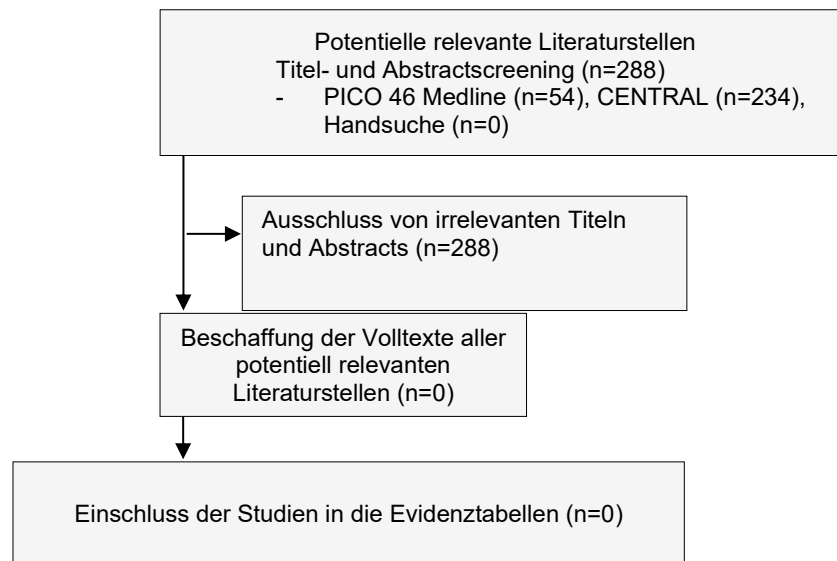 Potentielle relevante Literaturstellen
Titel- und Abstractscreening (n=288)
- PICO 46 Medline (n=54), CENTRAL (n=234),
Handsuche (n=0)
Ausschluss von irrelevanten Titeln
und Abstracts (n=288)
Beschaffung der Volltexte aller
potentiell relevanten
Literaturstellen (n=0)
Einschluss der Studien in die Evidenztabellen (n=0)